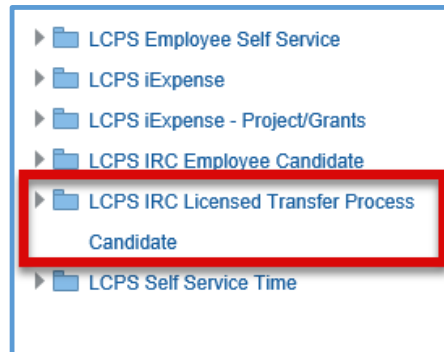 LCPS Employee Self Service
LCPS iExpense
LCPS iExpense - Project/Grants
LCPS IRC Employee Candidate
LCPS IRC Licensed Transfer Process
Candidate
LCPS Self Service Time